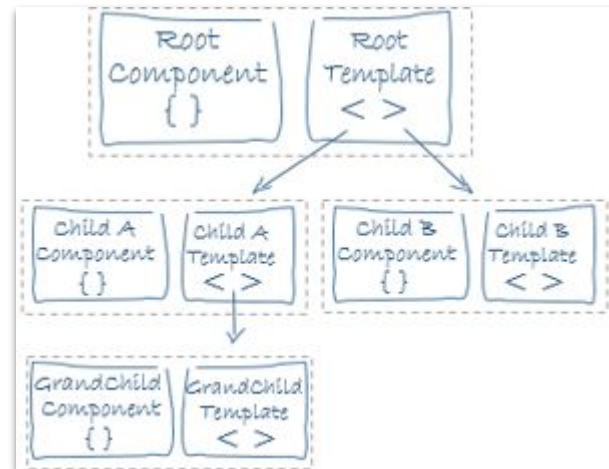 Root
Component
{ }
Root
Template
< >
Child A
Component
{ }
Child A
Template
< >
Child B
Component
{ }
Child B
Template
< >
GrandChild
Component
{ }
GrandChild
Template
< >